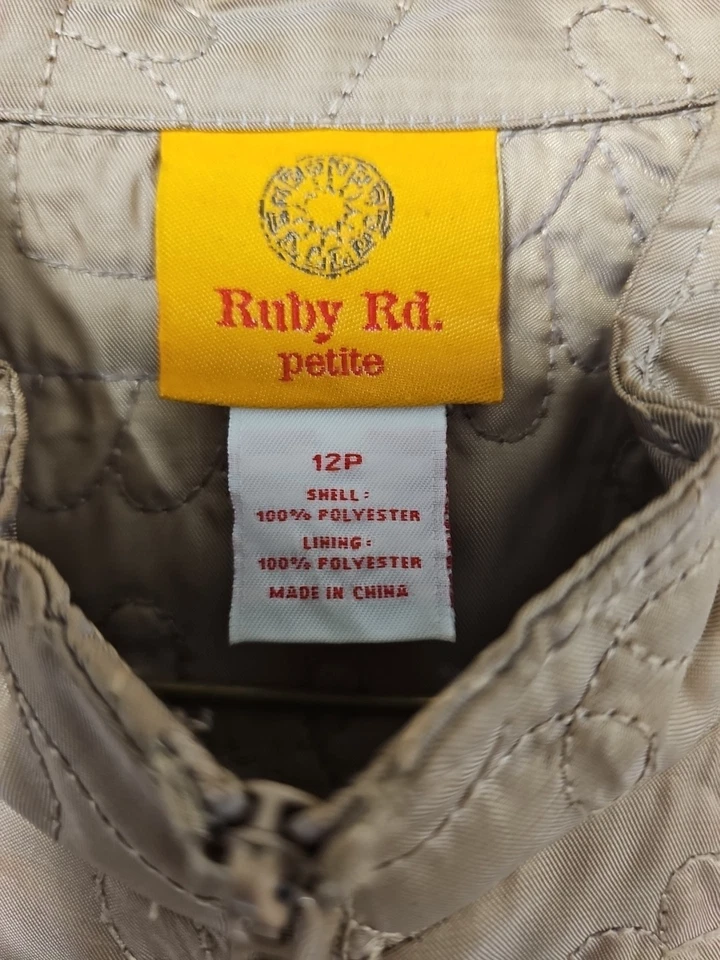 Ruby Rd.
petite
12P
SHELL:
100% POLYESTER
LINING:
100% POLYESTER
MADE IN CHINA